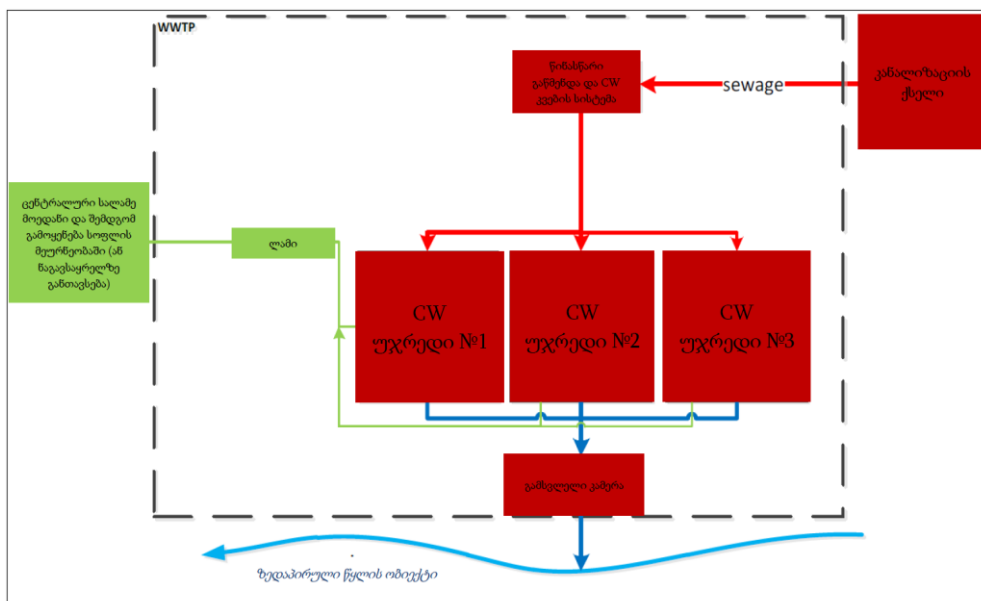 WWTP
წინასწარი
გაწმენდა და CW
კვების სისტემა
sewage
კანალიზაციის
ქსელი
ცენტრალური სალამე
მოედანი და შემდგომ
გამოყენება სოფლის
მეურნეობაში (ან
ნაგავსაყრელზე
განთავსება)
ლამი
CW
უჯრედი №1
CW
უჯრედი №2
CW
უჯრედი №3
გამსვლელი კამერა
ზედაპირული წყლის ობიექტი